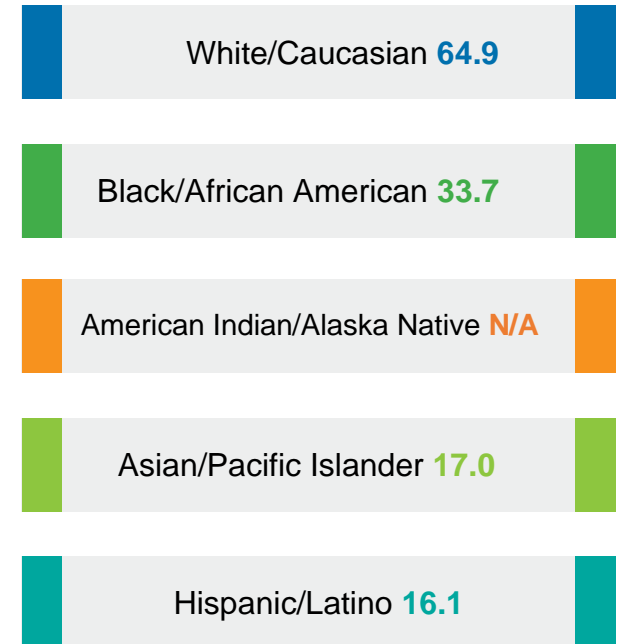 White/Caucasian 64.9
Black/African American 33.7
American Indian/Alaska Native N/A
Asian/Pacific Islander 17.0
Hispanic/Latino 16.1